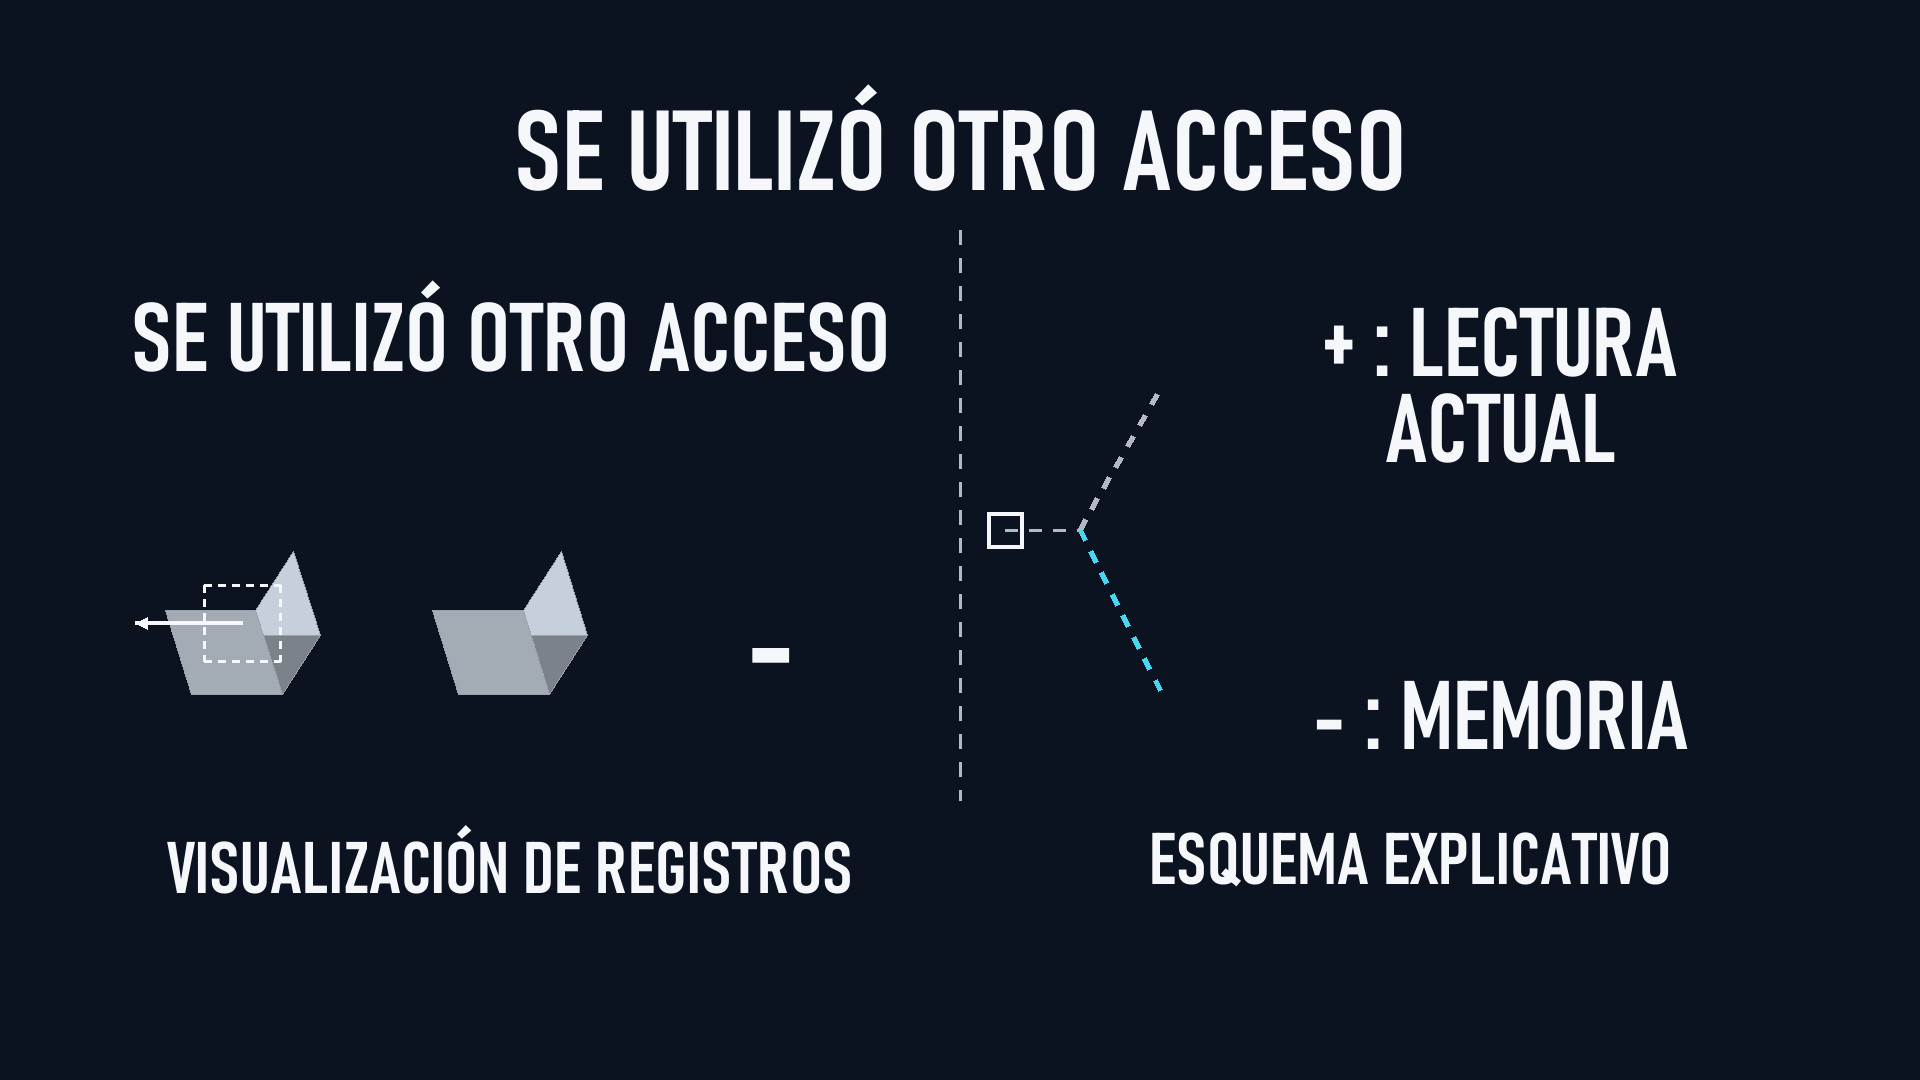 SE UTILIZÓ OTRO ACCESO
SE UTILIZÓ OTRO ACCESO
-
VISUALIZACIÓN DE REGISTROS
+ : LECTURA
ACTUAL
- : MEMORIA
ESQUEMA EXPLICATIVO